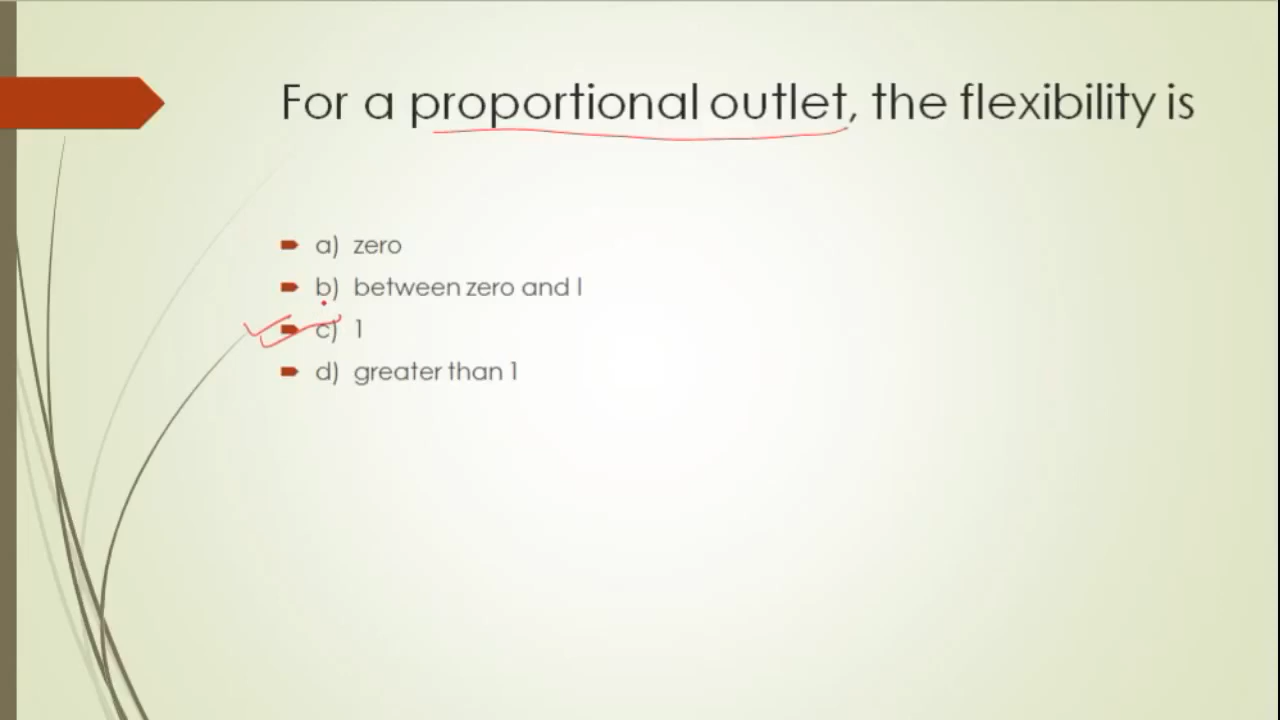 For a proportional outlet, the flexibility is
a) zero
b) between zero and l
c) 1
d) greater than 1